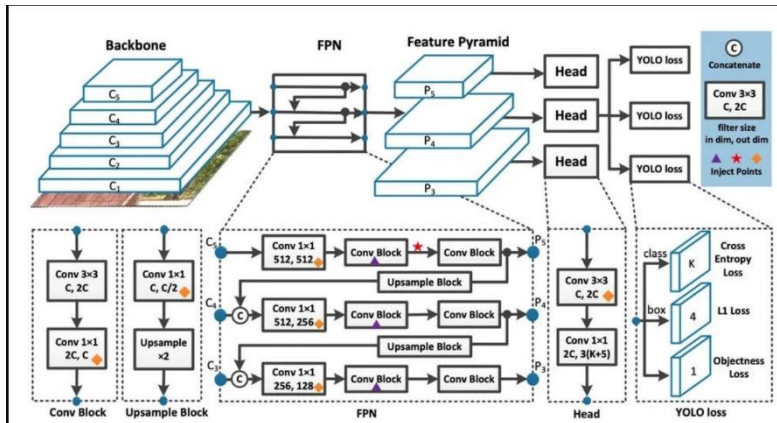 Backbone
FPN
Feature Pyramid
C5
C4
C3
C2
C1
P5
P4
P3
Head
Head
Head
YOLO loss
YOLO loss
YOLO loss
C
Concatenate
Conv 3×3
C, 2C
filter size
in dim, out dim
Inject Points
Conv 3×3
C, 2C
Conv 1×1
2C, C
Conv Block
Conv 1×1
C, C/2
Upsample
×2
Upsample Block
C5
Conv 1×1
512, 512
Conv Block
Conv Block
P5
Upsample Block
C4
C
Conv 1×1
512, 256
Conv Block
Conv Block
P4
Upsample Block
C3
C
Conv 1×1
256, 128
Conv Block
Conv Block
P3
FPN
Conv 3×3
C, 2C
Conv 1×1
2C, 3(K+5)
Head
class
K
Cross
Entropy
Loss
box
4
L1 Loss
1
Objectness
Loss
YOLO loss